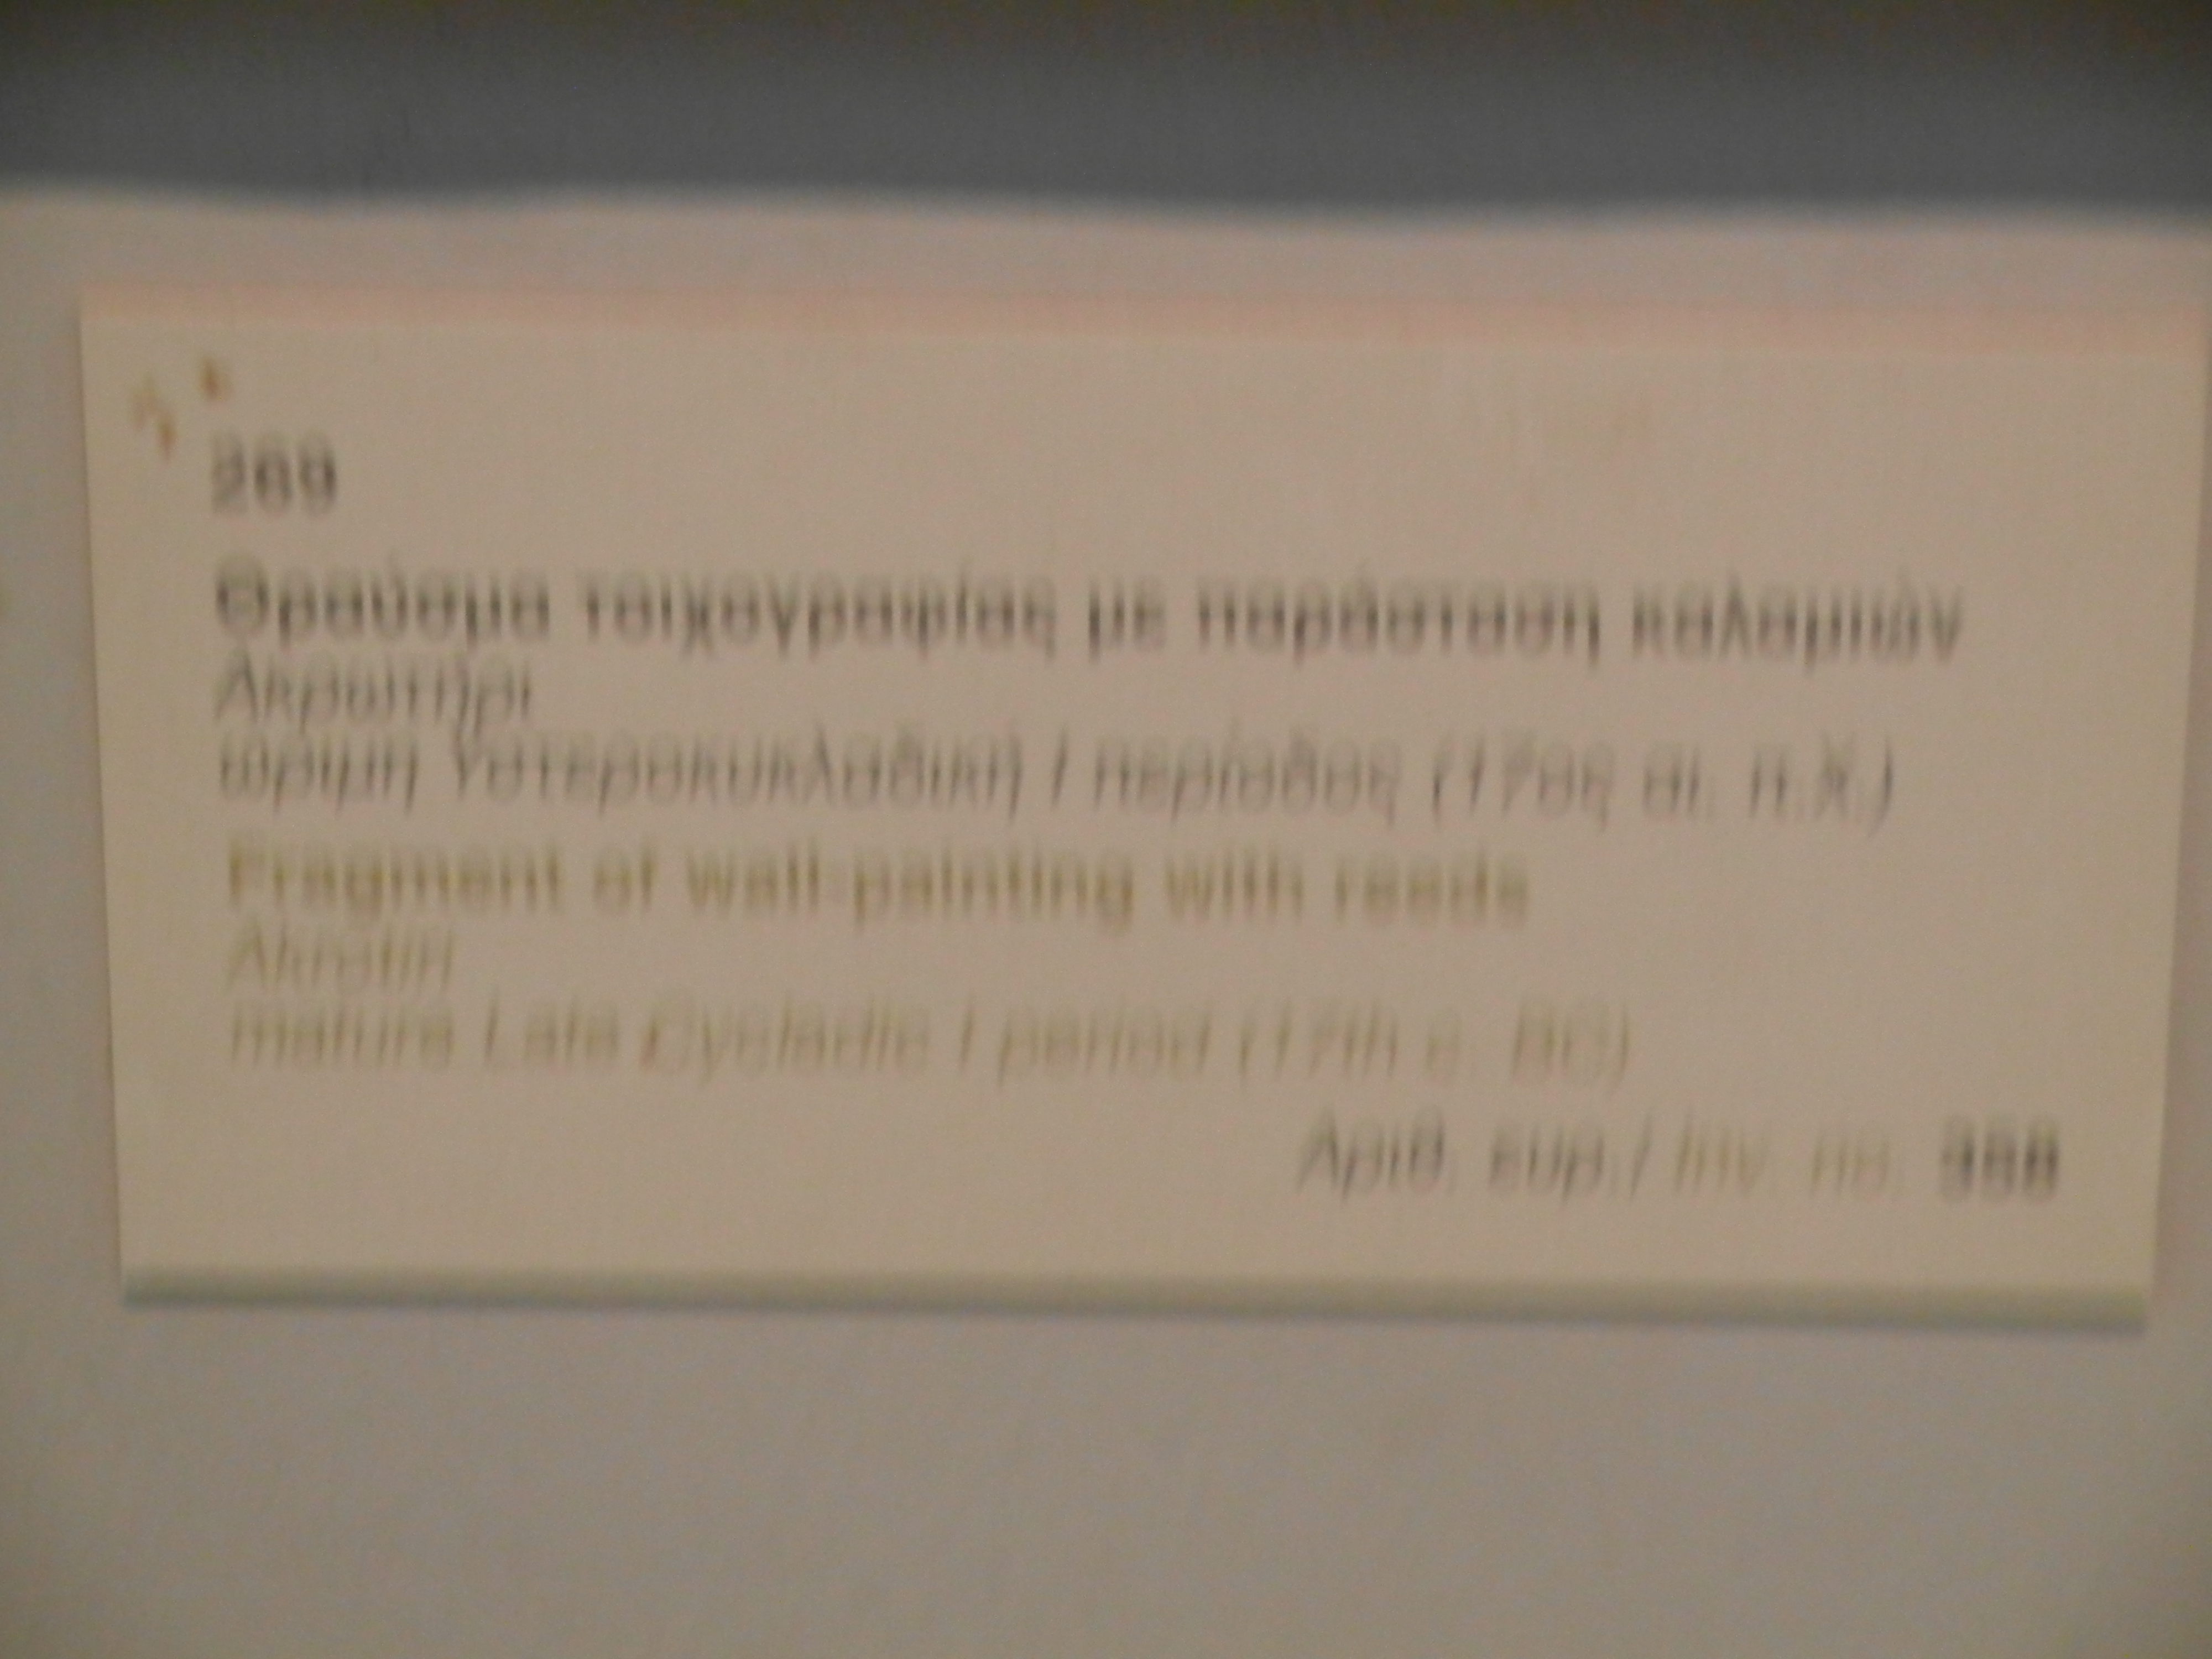 269
Θραύσμα τοιχογραφίας με παράσταση καλαμιών
Ακρωτήρι
ώριμη Υστεροκυκλαδική Ι περίοδος (17ος αι. π.Χ.)
Fragment of wall-painting with reeds
Akrotiri
mature Late Cycladic I period (17th c. BC)
Αριθ. ευρ./ Inv. no.